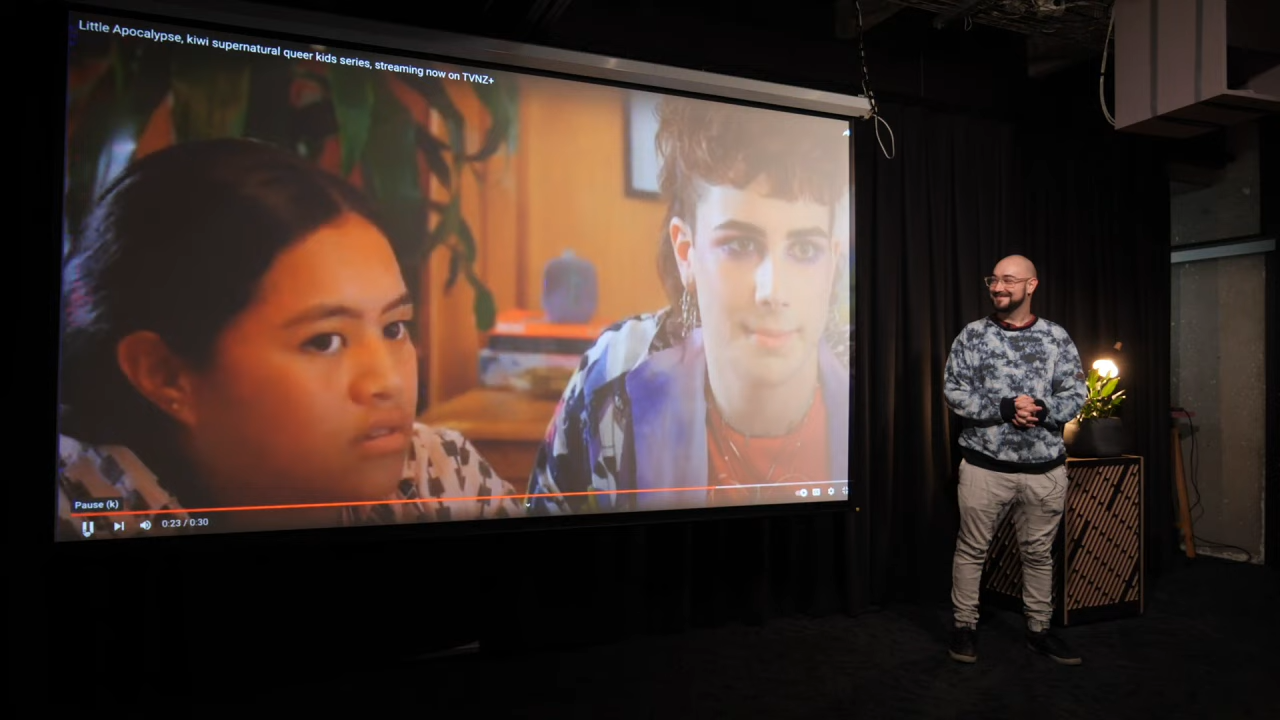 Little Apocalypse, kiwi supernatural queer kids series, streaming now on TVNZ+
Pause (k)
0:23 / 0:30